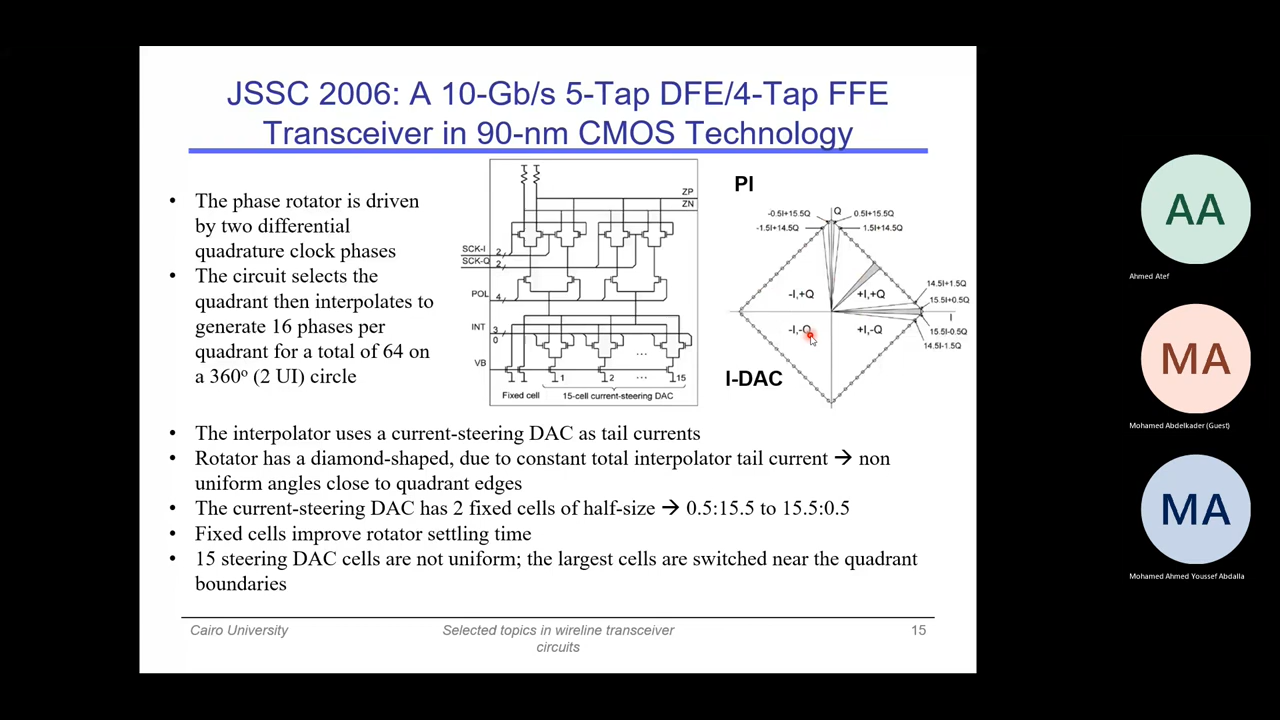 JSSC 2006: A 10-Gb/s 5-Tap DFE/4-Tap FFE
Transceiver in 90-nm CMOS Technology
• The phase rotator is driven
by two differential
quadrature clock phases
• The circuit selects the
quadrant then interpolates to
generate 16 phases per
quadrant for a total of 64 on
a 360º (2 UI) circle
ZP
ZN
SCK-I 2
SCK-Q 2
POL 4
INT 3
0
VB
1 2 ... 15
...
Fixed cell 15-cell current-steering DAC
PI
-0.5I+15.5Q Q 0.5I+15.5Q
-1.5I+14.5Q 1.5I+14.5Q
-I,+Q +I,+Q
14.5I+1.5Q
15.5I+0.5Q
I
-I,-Q +I,-Q
15.5I-0.5Q
14.5I-1.5Q
I-DAC
• The interpolator uses a current-steering DAC as tail currents
• Rotator has a diamond-shaped, due to constant total interpolator tail current → non
uniform angles close to quadrant edges
• The current-steering DAC has 2 fixed cells of half-size → 0.5:15.5 to 15.5:0.5
• Fixed cells improve rotator settling time
• 15 steering DAC cells are not uniform; the largest cells are switched near the quadrant
boundaries
Cairo University Selected topics in wireline transceiver 15
circuits
AA
Ahmed Atef
MA
Mohamed Abdelkader (Guest)
MA
Mohamed Ahmed Youssef Abdalla